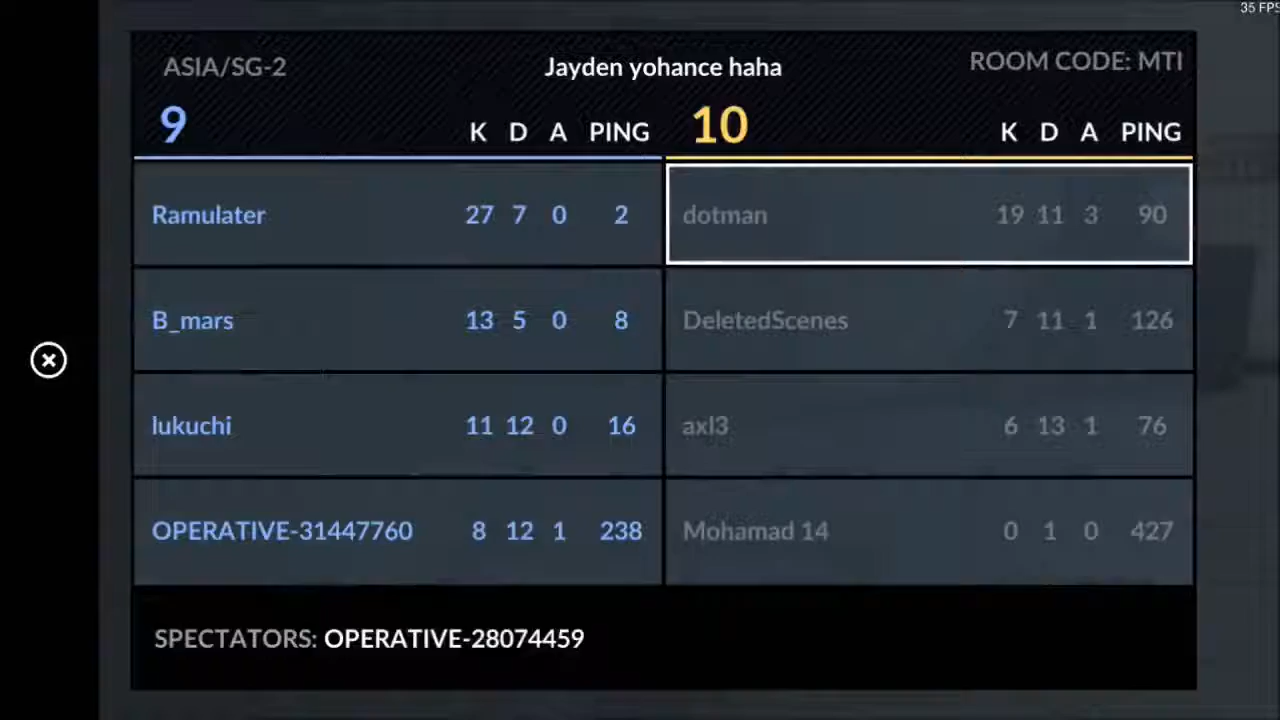 35 FPS
ASIA/SG-2 Jayden yohance haha ROOM CODE: MTI
9 K D A PING 10 K D A PING
Ramulater 27 7 0 2 dotman 19 11 3 90
B_mars 13 5 0 8 DeletedScenes 7 11 1 126
lukuchi 11 12 0 16 axl3 6 13 1 76
OPERATIVE-31447760 8 12 1 238 Mohamad 14 0 1 0 427
SPECTATORS: OPERATIVE-28074459